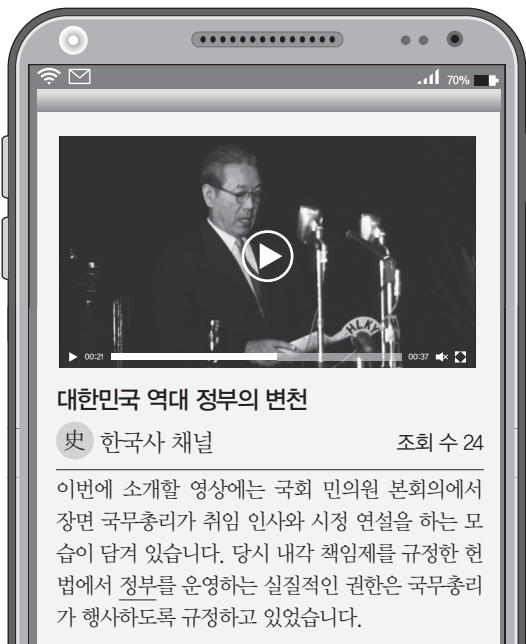 70%
HLKY
00:21
00:37
대한민국 역대 정부의 변천
史 한국사 채널 조회 수 24
이번에 소개할 영상에는 국회 민의원 본회의에서
장면 국무총리가 취임 인사와 시정 연설을 하는 모
습이 담겨 있습니다. 당시 내각 책임제를 규정한 헌
법에서 정부를 운영하는 실질적인 권한은 국무총리
가 행사하도록 규정하고 있었습니다.